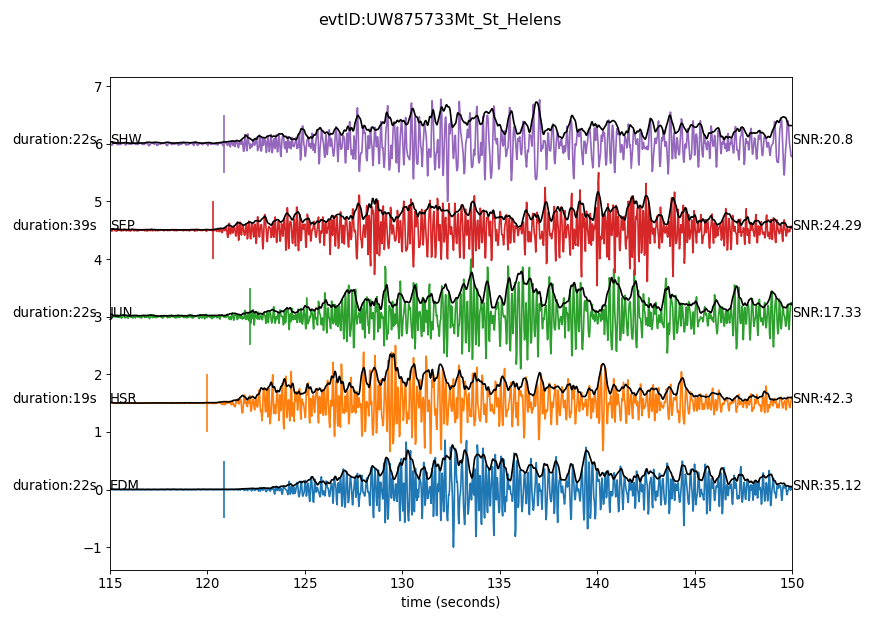 evtID:UW875733Mt_St_Helens
7
duration:22s SHW SNR:20.8
6
5
duration:39s SEP SNR:24.29
4
duration:22s JUN SNR:17.33
3
2
duration:19s HSR SNR:42.3
1
duration:22s EDM SNR:35.12
0
−1
115 120 125 130 135 140 145 150
time (seconds)